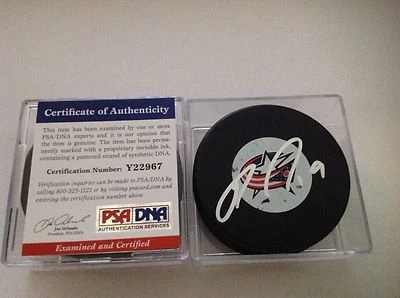 Certificate of Authenticity
This item has been examined by one or more
PSA/DNA experts and it is our opinion that
the item is genuine. The item has been perma-
nently marked with a proprietary invisible ink,
containing a patented strand of synthetic DNA.
Certification Number: Y22967
Verification inquiries can be made to PSA/DNA by
calling 800-325-1121 or by visiting psacard.com and
entering the certification number above.
Joe Orlando
President PSA/DNA
PSA DNA
AUTHENTICATION SERVICES
Examined and Certified